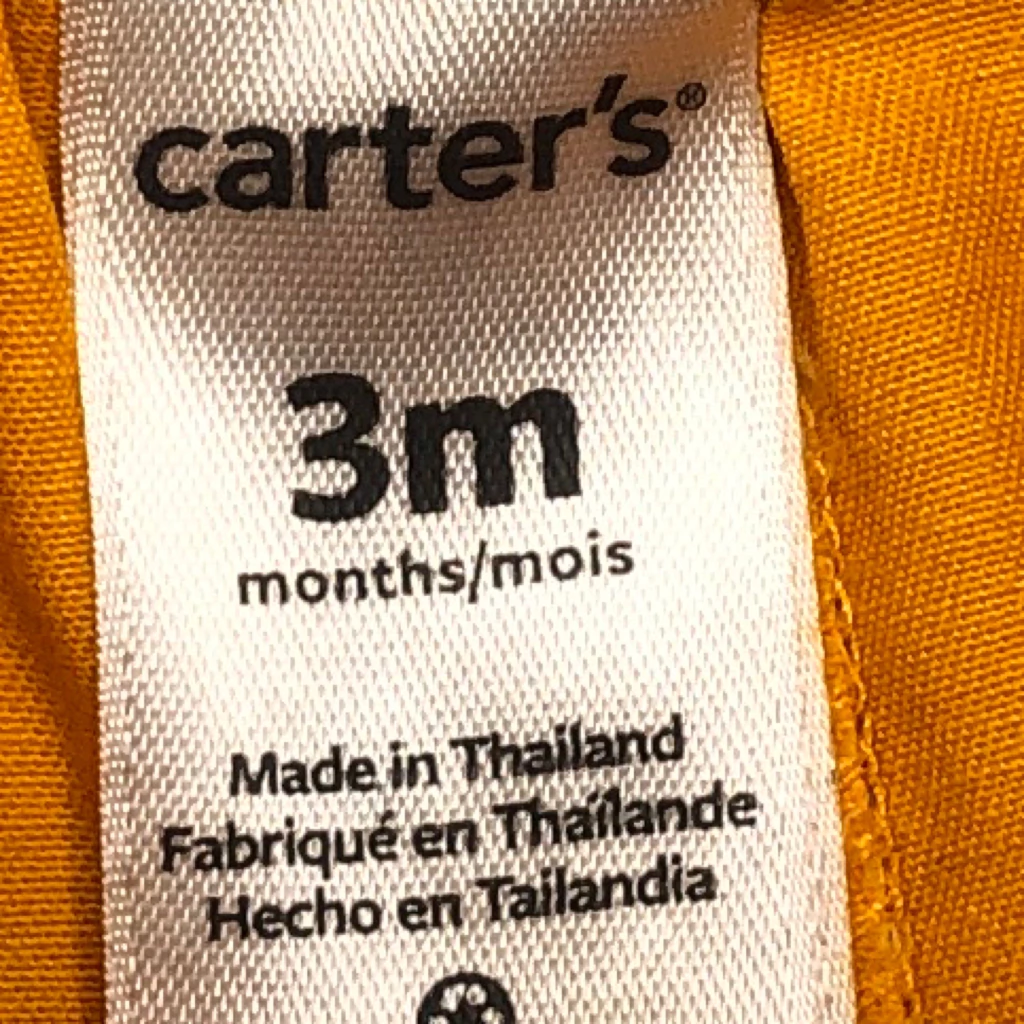 carter's®
3m
months/mois
Made in Thailand
Fabriqué en Thaïlande
Hecho en Tailandia